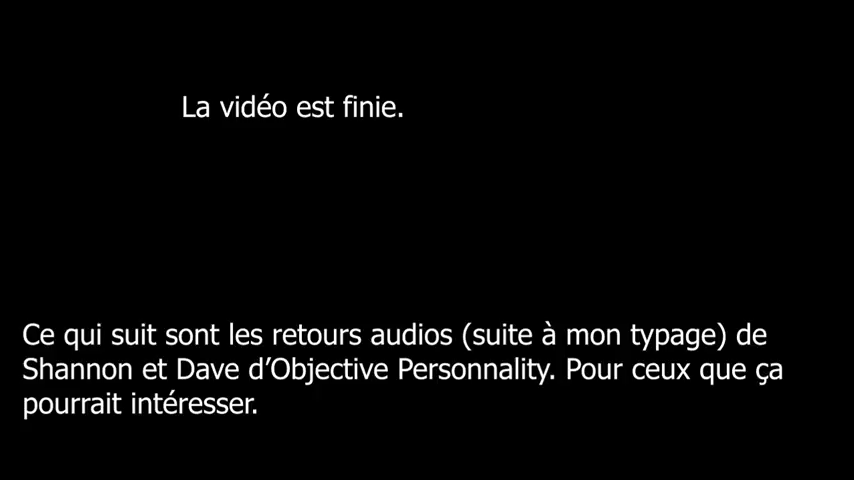 La vidéo est finie.
Ce qui suit sont les retours audios (suite à mon typage) de
Shannon et Dave d’Objective Personnality. Pour ceux que ça
pourrait intéresser.